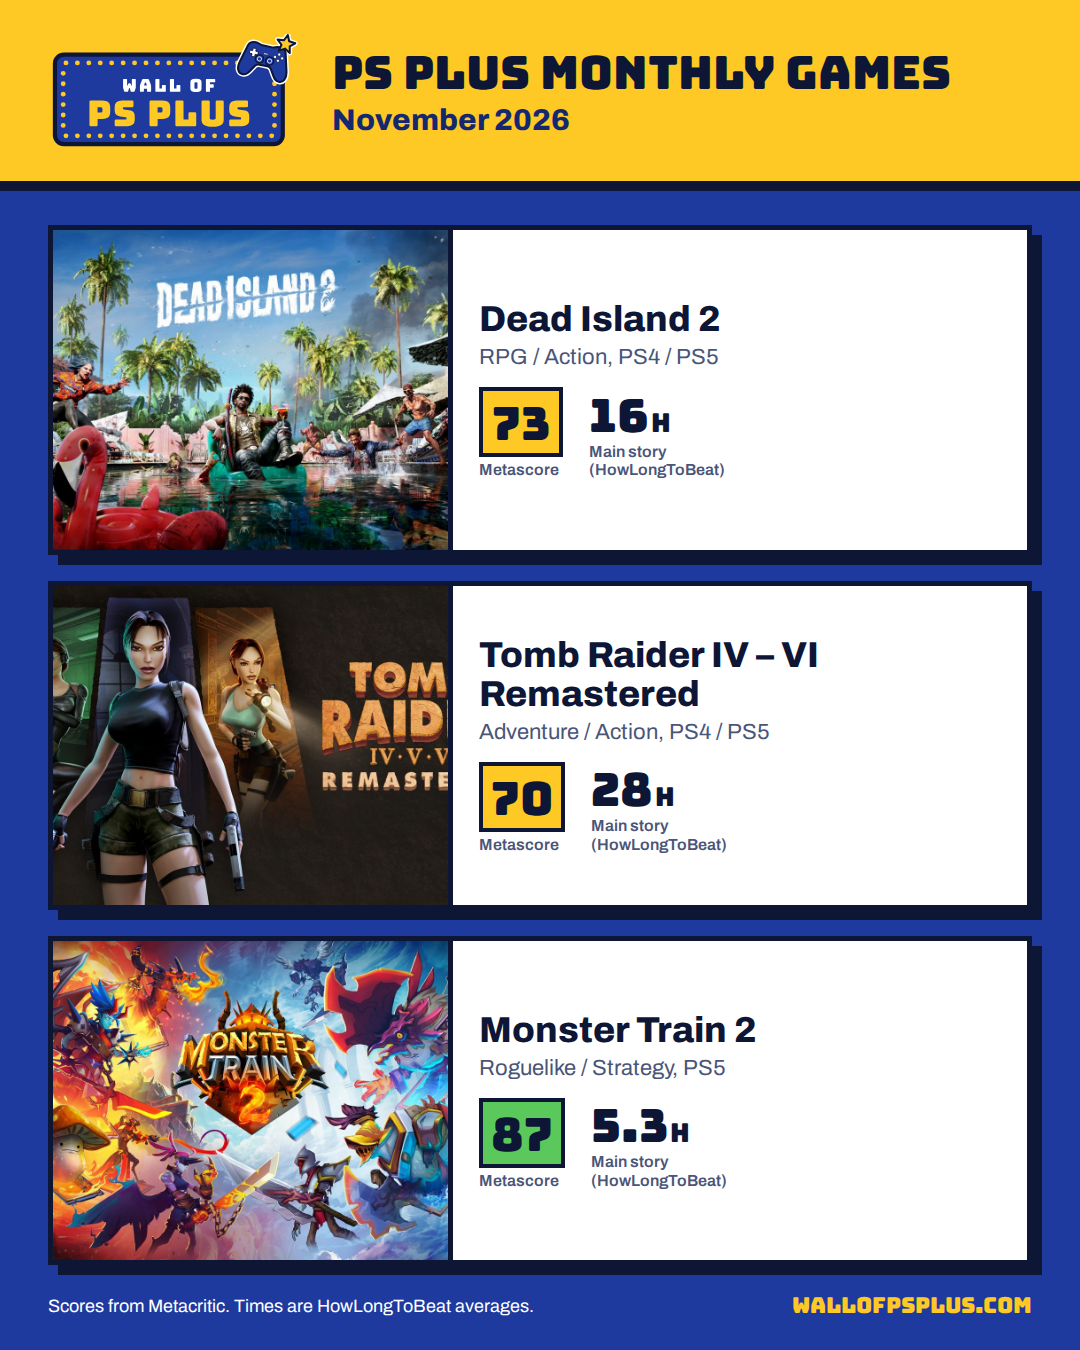 WALL OF
PS PLUS
PS PLUS MONTHLY GAMES
November 2026
DEAD ISLAND 2
Dead Island 2
RPG / Action, PS4 / PS5
73
16H
Metascore
Main story
(HowLongToBeat)
TOM
RAID
IV·V·V
REMASTE
Tomb Raider IV – VI
Remastered
Adventure / Action, PS4 / PS5
70
28H
Metascore
Main story
(HowLongToBeat)
MONSTER
TRAIN
2
Monster Train 2
Roguelike / Strategy, PS5
87
5.3H
Metascore
Main story
(HowLongToBeat)
Scores from Metacritic. Times are HowLongToBeat averages.
WALLOFPSPLUS.COM